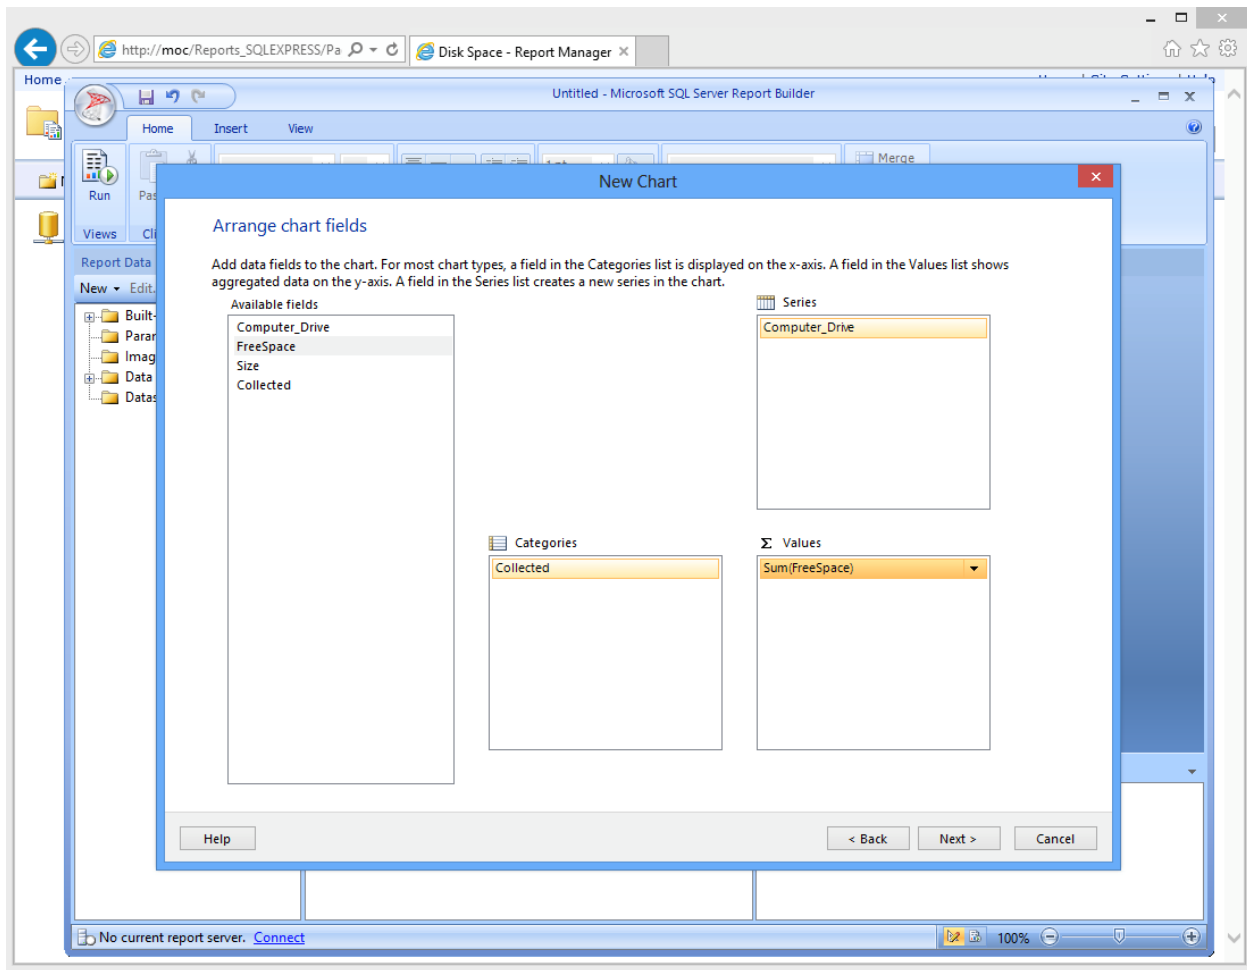 http://moc/Reports_SQLEXPRESS/Pa
Disk Space - Report Manager
Home
Untitled - Microsoft SQL Server Report Builder
Home Insert View
Merge
Run
Views
New Chart
Arrange chart fields
Add data fields to the chart. For most chart types, a field in the Categories list is displayed on the x-axis. A field in the Values list shows
aggregated data on the y-axis. A field in the Series list creates a new series in the chart.
Report Data
New Edit.
Built-
Parar
Imag
Data
Datas
Available fields
Computer_Drive
FreeSpace
Size
Collected
Series
Computer_Drive
Categories
Collected
Σ Values
Sum(FreeSpace)
Help
< Back Next > Cancel
No current report server. Connect
100%